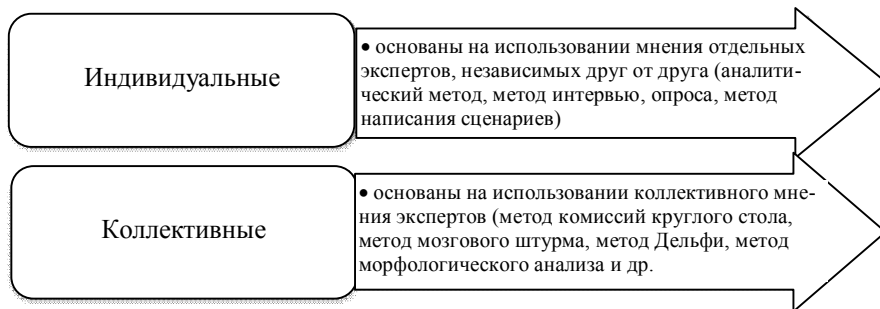 Индивидуальные
• основаны на использовании мнения отдельных
экспертов, независимых друг от друга (аналити-
ческий метод, метод интервью, опроса, метод
написания сценариев)
Коллективные
• основаны на использовании коллективного мне-
ния экспертов (метод комиссий круглого стола,
метод мозгового штурма, метод Дельфи, метод
морфологического анализа и др.